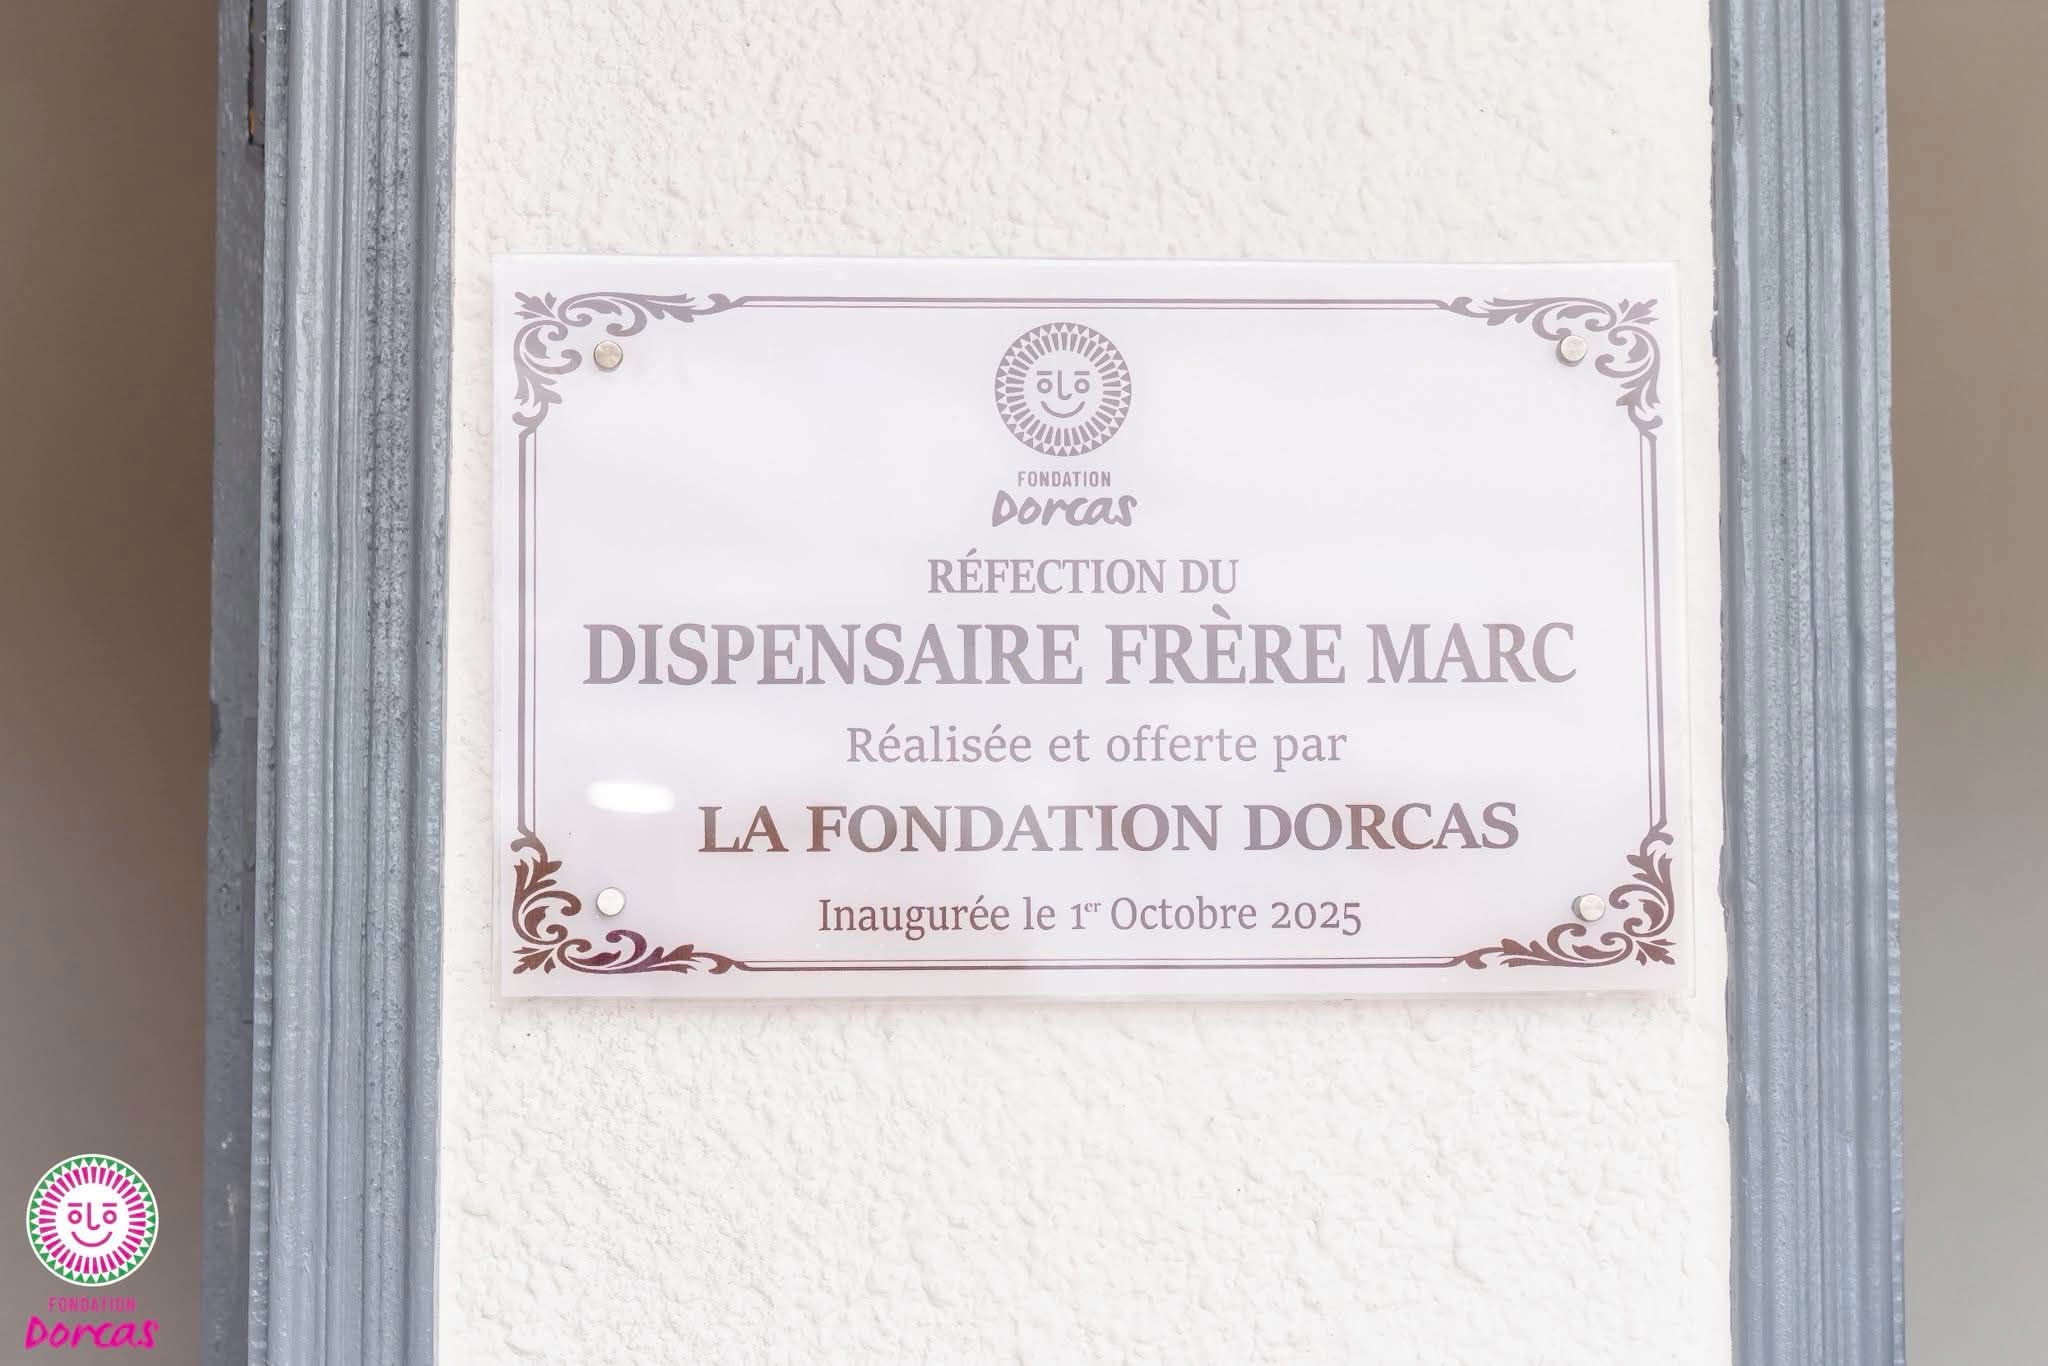 FONDATION
Dorcas
RÉFECTION DU
DISPENSAIRE FRÈRE MARC
Réalisée et offerte par
LA FONDATION DORCAS
Inaugurée le 1er Octobre 2025
FONDATION
Dorcas